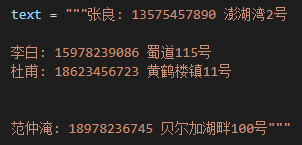 text = """张良: 13575457890 澎湖湾2号
李白: 15978239086 蜀道115号
杜甫: 18623456723 黄鹤楼镇11号
范仲淹: 18978236745 贝尔加湖畔100号"""